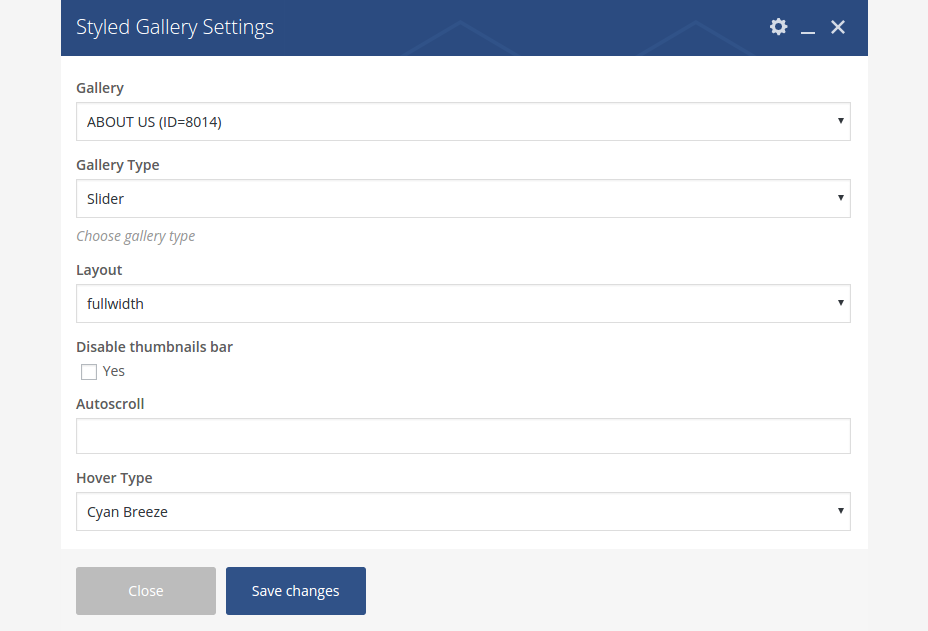 Styled Gallery Settings
Gallery
ABOUT US (ID=8014)
Gallery Type
Slider
Choose gallery type
Layout
fullwidth
Disable thumbnails bar
Yes
Autoscroll
Hover Type
Cyan Breeze
Close
Save changes